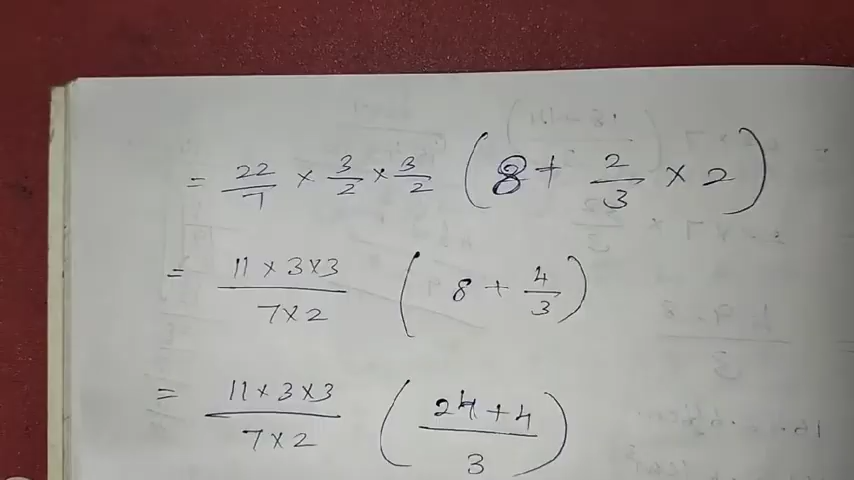 = 22/7 × 3/2 × 3/2 (8 + 2/3 × 2)
= 11 × 3 × 3 / 7 × 2 (8 + 4/3)
= 11 × 3 × 3 / 7 × 2 (24 + 4 / 3)